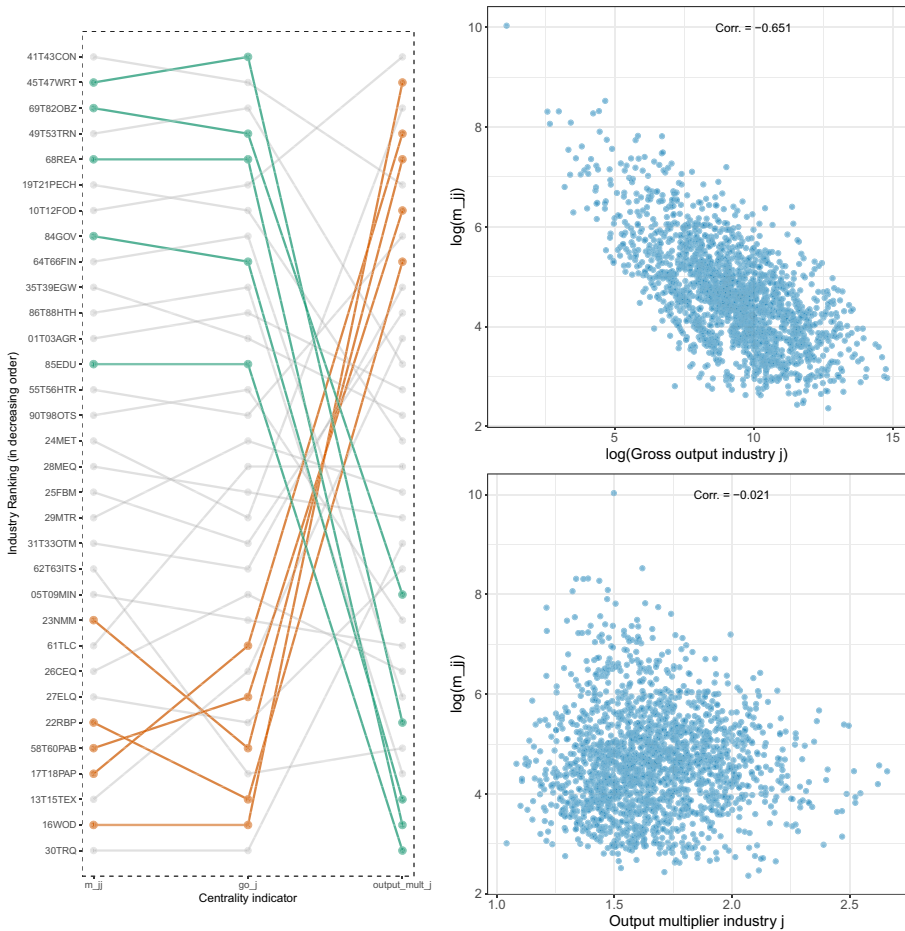 Industry Ranking (in decreasing order)
41T43CON
45T47WRT
69T82OBZ
49T53TRN
68REA
19T21PECH
10T12FOD
84GOV
64T66FIN
35T39EGW
86T88HTH
01T03AGR
85EDU
55T56HTR
90T98OTS
24MET
28MEQ
25FBM
29MTR
31T33OTM
62T63ITS
05T09MIN
23NMM
61TLC
26CEQ
27ELQ
22RBP
58T60PAB
17T18PAP
13T15TEX
16WOD
30TRQ
m_jj
go_j
output_mult_j
Centrality indicator
Corr. = −0.651
log(m_jj)
10
8
6
4
2
5
10
15
log(Gross output industry j)
Corr. = −0.021
log(m_jj)
10
8
6
4
2
1.0
1.5
2.0
2.5
Output multiplier industry j